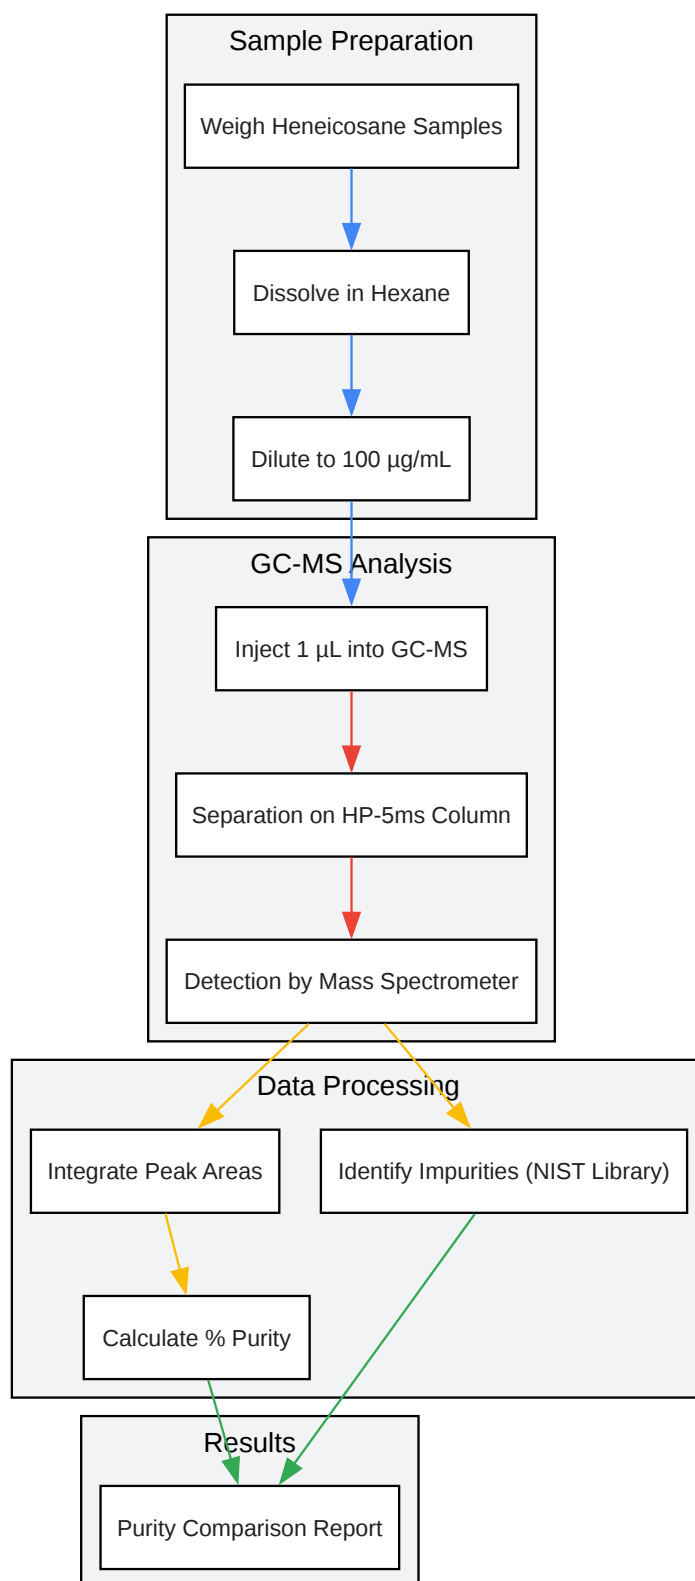 Sample Preparation
Weigh Heneicosane Samples
Dissolve in Hexane
Dilute to 100 µg/mL
GC-MS Analysis
Inject 1 µL into GC-MS
Separation on HP-5ms Column
Detection by Mass Spectrometer
Data Processing
Integrate Peak Areas
Identify Impurities (NIST Library)
Calculate % Purity
Results
Purity Comparison Report